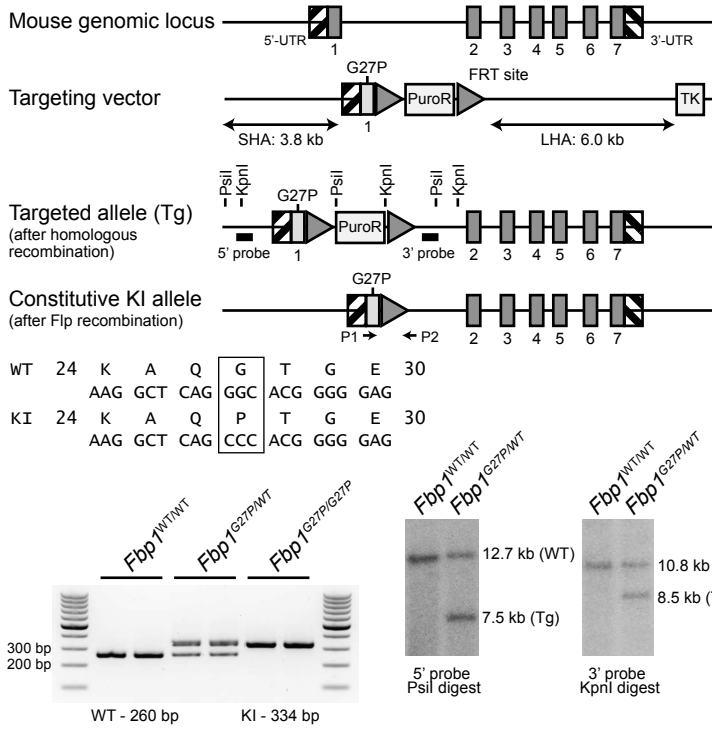 Mouse genomic locus
5’-UTR
1
2 3 4 5 6 7
3’-UTR
G27P
FRT site
Targeting vector
PuroR
TK
1
SHA: 3.8 kb
LHA: 6.0 kb
PsiI
KpnI
PsiI
KpnI
PsiI
KpnI
G27P
Targeted allele (Tg)
(after homologous
recombination)
PuroR
5’ probe
1
3’ probe
2 3 4 5 6 7
G27P
Constitutive KI allele
(after Flp recombination)
P1
P2
2 3 4 5 6 7
WT 24 K A Q G T G E 30
AAG GCT CAG GGC ACG GGG GAG
KI 24 K A Q P T G E 30
AAG GCT CAG CCC ACG GGG GAG
Fbp1WT/WT
Fbp1G27P/WT
Fbp1G27P/G27P
300 bp
200 bp
WT - 260 bp
KI - 334 bp
Fbp1WT/WT
Fbp1G27P/WT
12.7 kb (WT)
7.5 kb (Tg)
5’ probe
PsiI digest
Fbp1WT/WT
Fbp1G27P/WT
10.8 kb
8.5 kb
3’ probe
KpnI digest